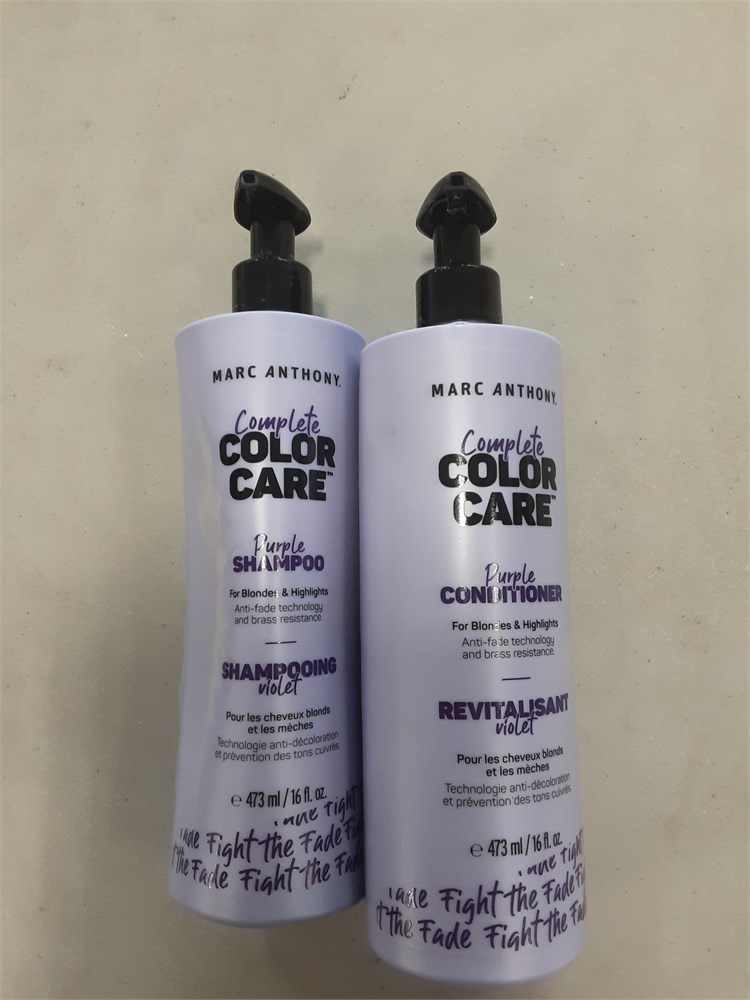 MARC ANTHONY.
Complete
COLOR
CARE™
Purple
SHAMPOO
For Blondes & Highlights
Anti-fade technology
and brass resistance.
SHAMPOOING
violet
Pour les cheveux blonds
et les mèches
Technologie anti-décoloration
et prévention des tons cuivrés.
e 473 ml / 16 fl. oz.
Fight the Fade
the Fade Fight the Fade
MARC ANTHONY.
Complete
COLOR
CARE™
Purple
CONDITIONER
For Blondes & Highlights
Anti-fade technology
and brass resistance.
REVITALISANT
violet
Pour les cheveux blonds
et les mèches
Technologie anti-décoloration
et prévention des tons cuivrés.
e 473 ml / 16 fl. oz.
Fight the Fade
the Fade Fight the Fade